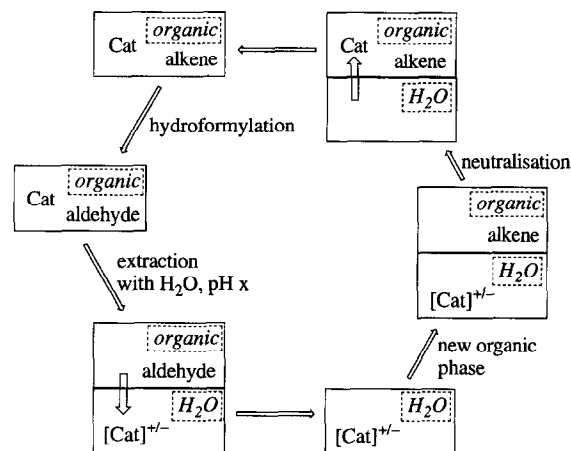 organic
Cat
alkene
organic
Cat
alkene
H₂O
hydroformylation
neutralisation
organic
Cat
aldehyde
organic
alkene
H₂O
[Cat]⁺/⁻
extraction
with H₂O, pH x
organic
aldehyde
H₂O
[Cat]⁺/⁻
new organic
phase
H₂O
[Cat]⁺/⁻